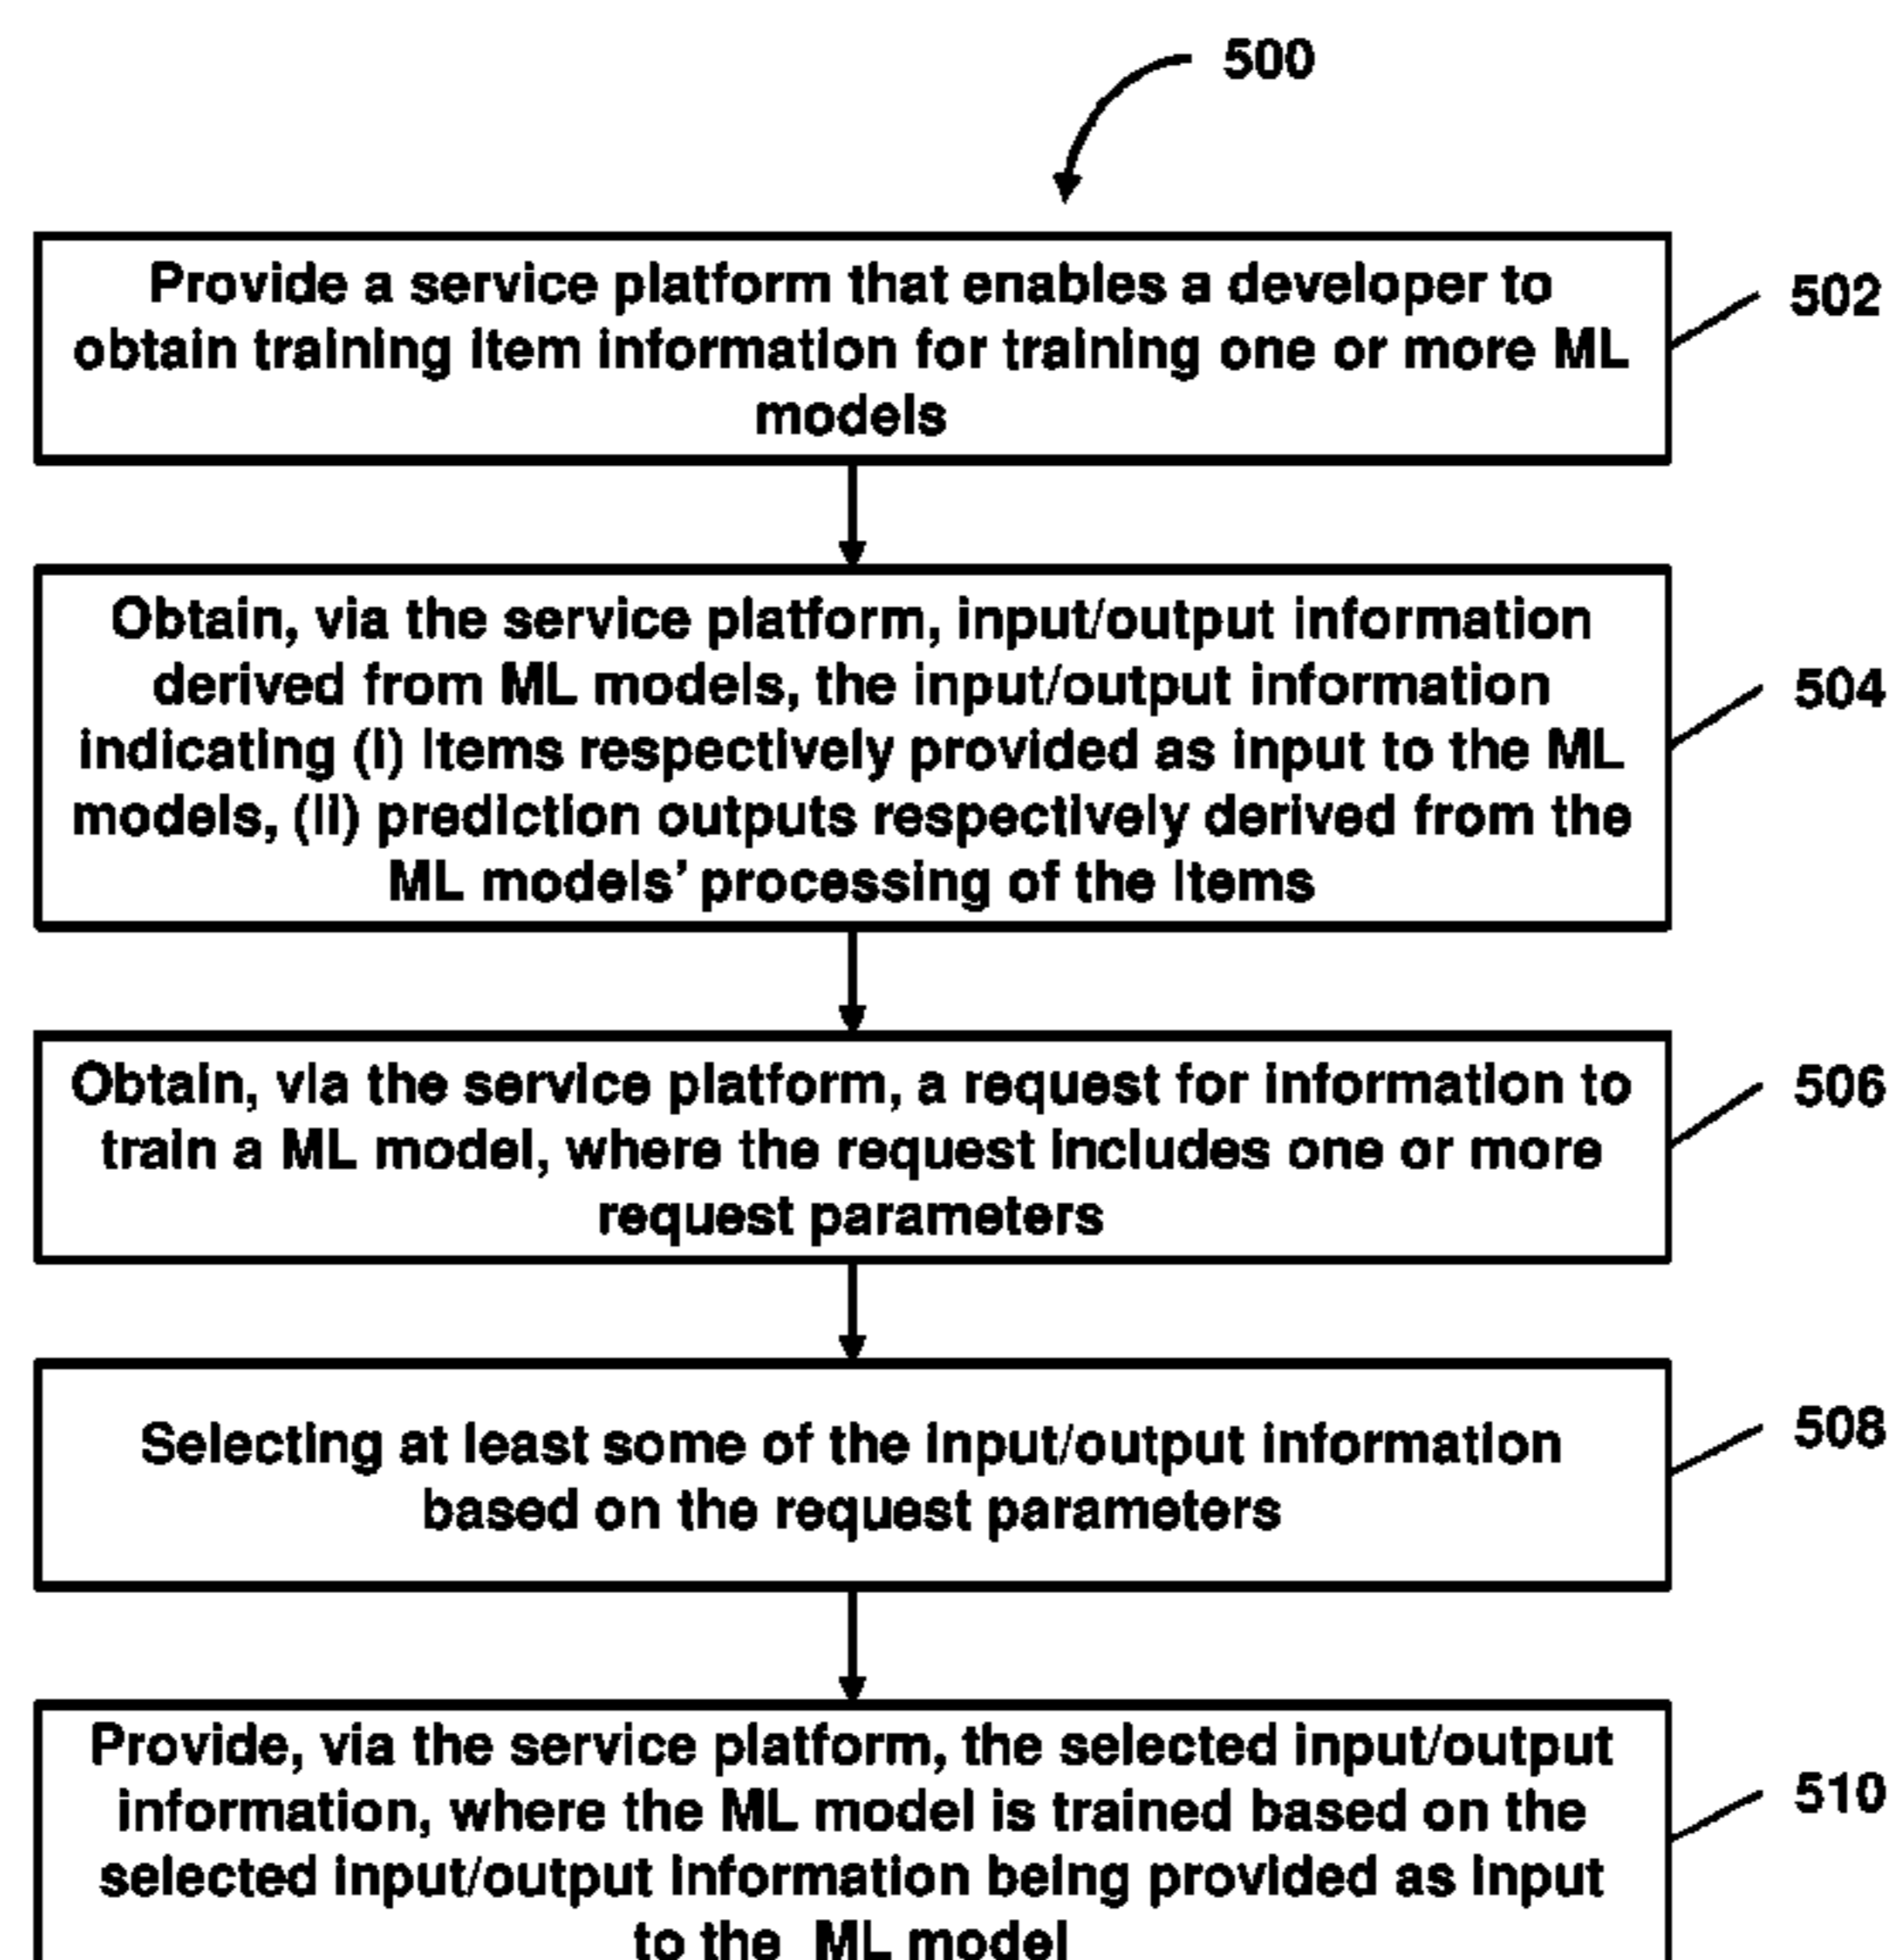 500
Provide a service platform that enables a developer to
obtain training item information for training one or more ML
models
502
Obtain, via the service platform, input/output information
derived from ML models, the input/output information
indicating (i) items respectively provided as input to the ML
models, (ii) prediction outputs respectively derived from the
ML models' processing of the items
504
Obtain, via the service platform, a request for information to
train a ML model, where the request includes one or more
request parameters
506
Selecting at least some of the input/output information
based on the request parameters
508
Provide, via the service platform, the selected input/output
information, where the ML model is trained based on the
selected input/output information being provided as input
to the ML model
510